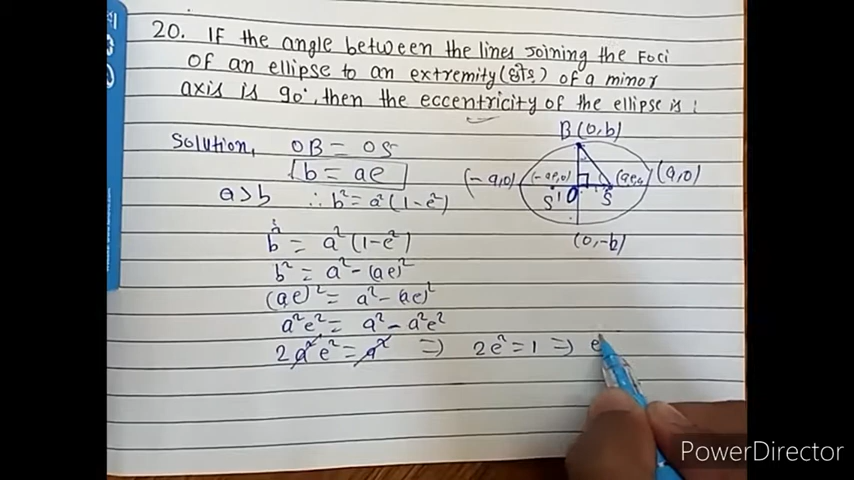 20. If the angle between the lines Joining the Foci
of an ellipse to an extremity ( ) of a minor
axis is 90°, then the eccentricity of the ellipse is :
Solution, OB = OS
b = ae
a > b ∴ b² = a² (1-e²)
b² = a² (1-e²)
b² = a² - (ae)²
(ae)² = a² - (ae)²
a²e² = a² - a²e²
2a²e² = a² ⇒ 2e² = 1 ⇒ e
B (0, b)
(-a,0) (-ae,0) (ae,0) (a,0)
S' O S
(0,-b)
PowerDirector